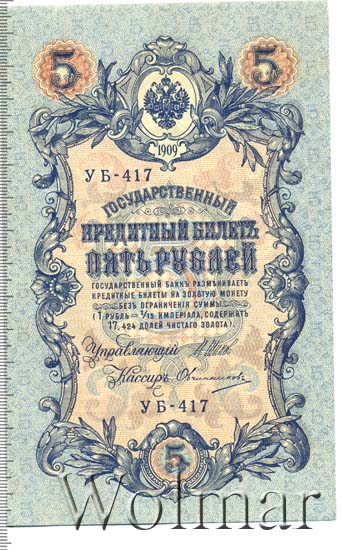 5 5
1909
УБ-417
ГОСУДАРСТВЕННЫЙ
КРЕДИТНЫЙ БИЛЕТЪ
ПЯТЬ РУБЛЕЙ
ГОСУДАРСТВЕННЫЙ БАНКЪ РАЗМѢНИВАЕТЪ
КРЕДИТНЫЕ БИЛЕТЫ НА ЗОЛОТУЮ МОНЕТУ
БЕЗЪ ОГРАНИЧЕНІЯ СУММЫ
(1 РУБЛЬ = 1/15 ИМПЕРІАЛА, СОДЕРЖИТЪ
17,424 ДОЛЕЙ ЧИСТАГО ЗОЛОТА).
Управляющій
Кассиръ Овчинниковъ
УБ-417
5
Wolmar